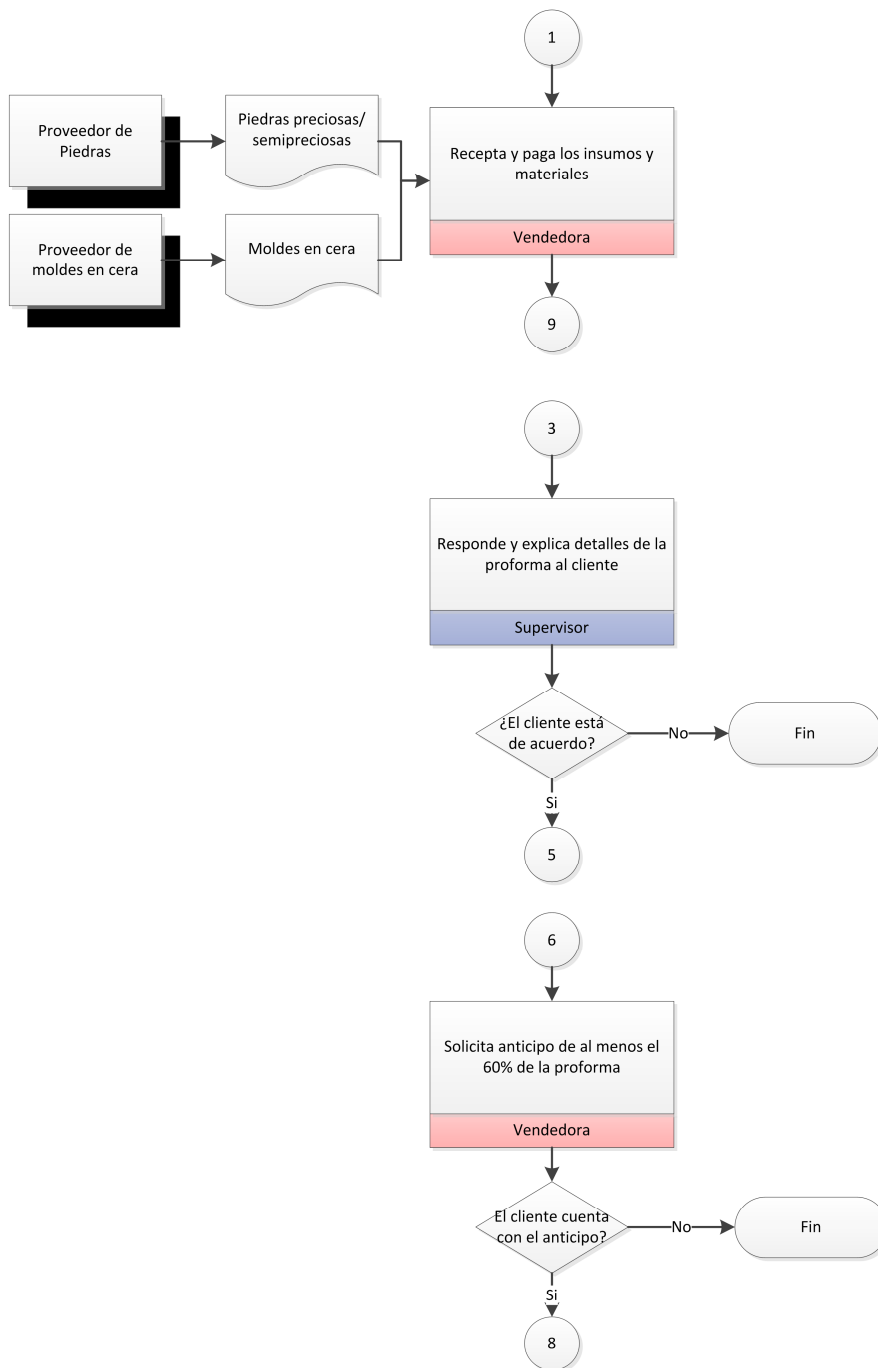 1
Proveedor de
Piedras
Piedras preciosas/
semipreciosas
Recepta y paga los insumos y
materiales
Vendedora
Proveedor de
moldes en cera
Moldes en cera
9
3
Responde y explica detalles de la
proforma al cliente
Supervisor
¿El cliente está
de acuerdo?
No
Fin
Si
5
6
Solicita anticipo de al menos el
60% de la proforma
Vendedora
El cliente cuenta
con el anticipo?
No
Fin
Si
8